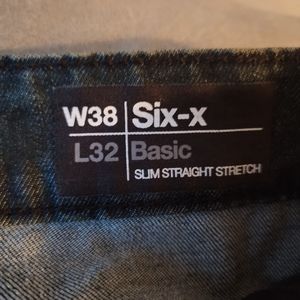 W38 Six-x
L32 Basic
SLIM STRAIGHT STRETCH